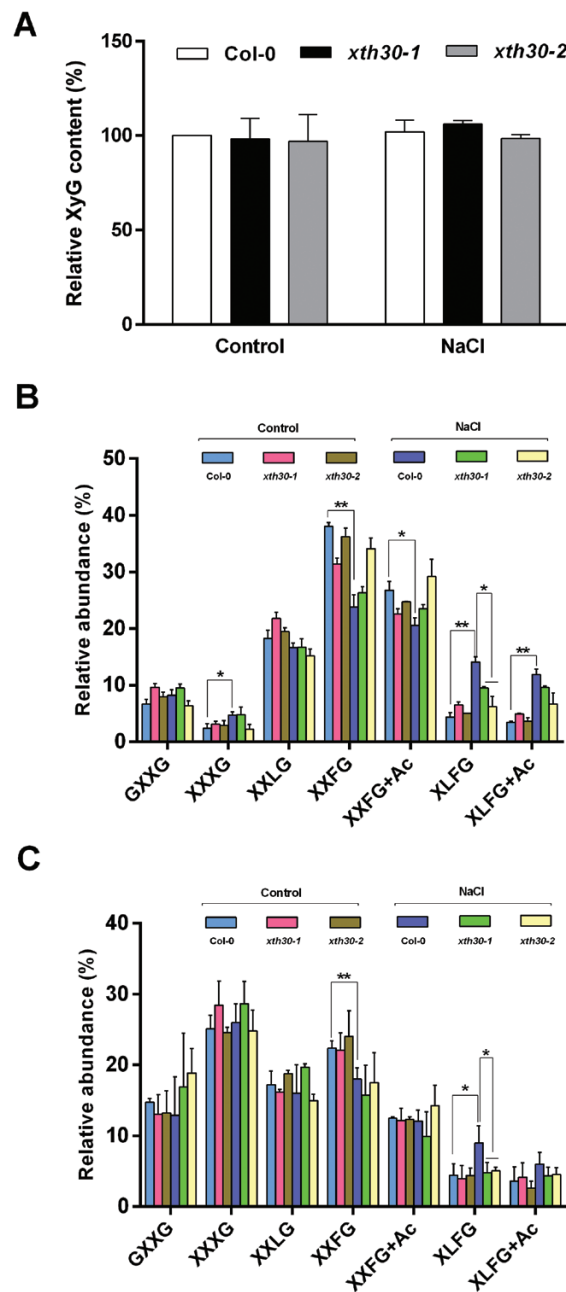 A
Relative XyG content (%)
150
100
50
0
Col-0 xth30-1 xth30-2
Control NaCl
B
Relative abundance (%)
50
40
30
20
10
0
Control NaCl
Col-0 xth30-1 xth30-2 Col-0 xth30-1 xth30-2
* ** * ** * **
GXXG XXXG XXLG XXFG XXFG+Ac XLFG XLFG+Ac
C
Relative abundance (%)
40
30
20
10
0
Control NaCl
Col-0 xth30-1 xth30-2 Col-0 xth30-1 xth30-2
** * *
GXXG XXXG XXLG XXFG XXFG+Ac XLFG XLFG+Ac